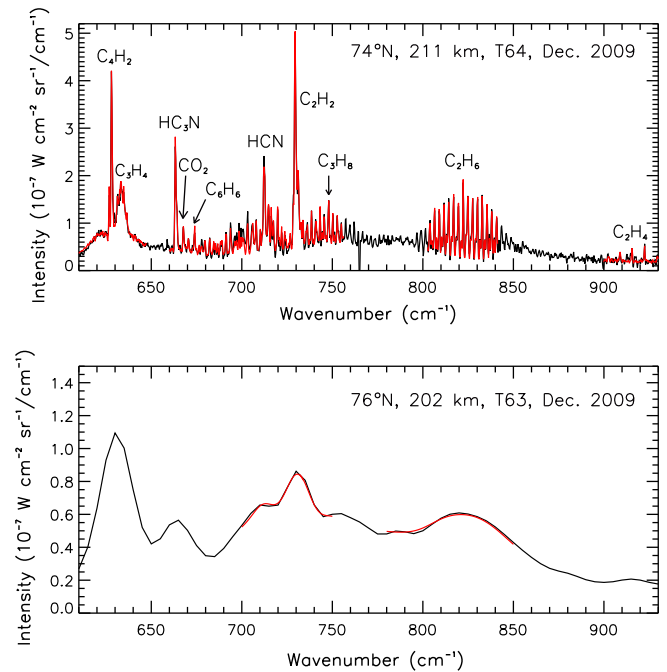 74°N, 211 km, T64, Dec. 2009
C₄H₂
C₃H₄
HC₃N
CO₂
C₆H₆
HCN
C₂H₂
C₃H₈
C₂H₆
C₂H₄
Intensity (10⁻⁷ W cm⁻² sr⁻¹/cm⁻¹)
5
4
3
2
1
0
650 700 750 800 850 900
Wavenumber (cm⁻¹)
76°N, 202 km, T63, Dec. 2009
Intensity (10⁻⁷ W cm⁻² sr⁻¹/cm⁻¹)
1.4
1.2
1.0
0.8
0.6
0.4
0.2
0.0
650 700 750 800 850 900
Wavenumber (cm⁻¹)